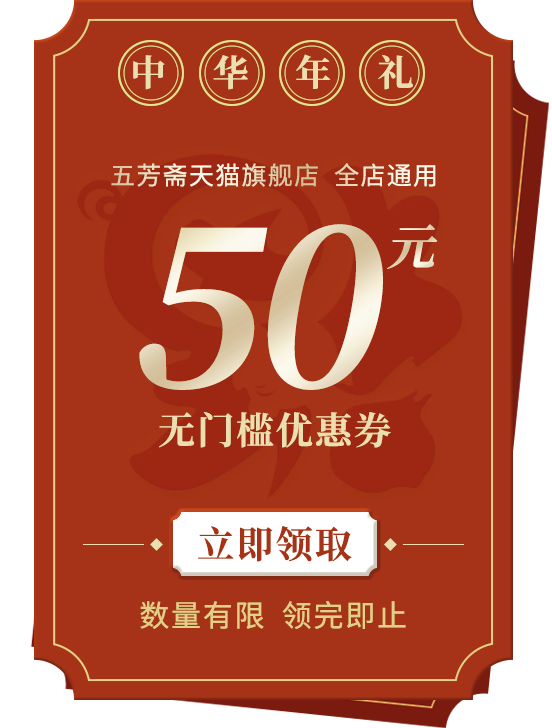 中华年礼
五芳斋天猫旗舰店 全店通用
50元
无门槛优惠券
立即领取
数量有限 领完即止